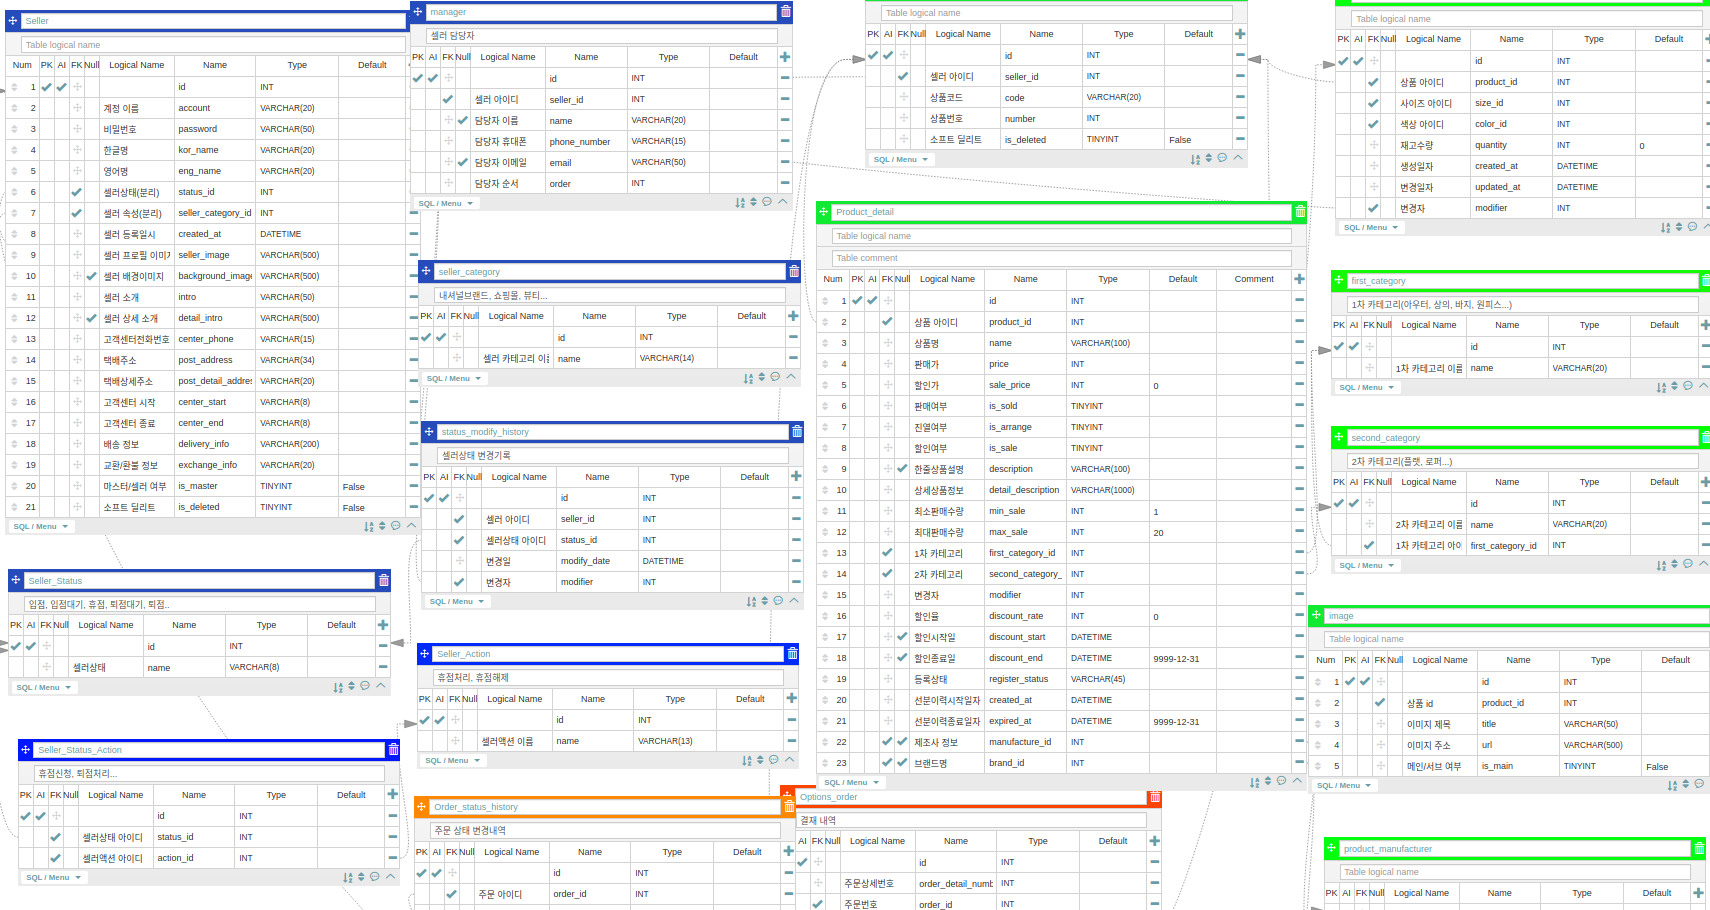 Seller
Table logical name
Num PK AI FK Null Logical Name Name Type Default
1 id INT
2 계정 이름 account VARCHAR(20)
3 비밀번호 password VARCHAR(50)
4 한글명 kor_name VARCHAR(20)
5 영어명 eng_name VARCHAR(20)
6 셀러상태(분리) status_id INT
7 셀러 속성(분리) seller_category_id INT
8 셀러 등록일시 created_at DATETIME
9 셀러 프로필 이미지 seller_image VARCHAR(500)
10 셀러 배경이미지 background_image VARCHAR(500)
11 셀러 소개 intro VARCHAR(50)
12 셀러 상세 소개 detail_intro VARCHAR(500)
13 고객센터전화번호 center_phone VARCHAR(15)
14 택배주소 post_address VARCHAR(34)
15 택배상세주소 post_detail_addres VARCHAR(20)
16 고객센터 시작 center_start VARCHAR(8)
17 고객센터 종료 center_end VARCHAR(8)
18 배송 정보 delivery_info VARCHAR(200)
19 교환/환불 정보 exchange_info VARCHAR(20)
20 마스터/셀러 여부 is_master TINYINT False
21 소프트 딜리트 is_deleted TINYINT False
SQL / Menu
Seller_Status
입점, 입점대기, 휴점, 퇴점대기, 퇴점..
PK AI FK Null Logical Name Name Type Default
id INT
셀러상태 name VARCHAR(8)
SQL / Menu
Seller_Status_Action
휴점신청, 퇴점처리...
PK AI FK Null Logical Name Name Type Default
id INT
셀러상태 아이디 status_id INT
셀러액션 아이디 action_id INT
SQL / Menu
manager
셀러 담당자
PK AI FK Null Logical Name Name Type Default
id INT
셀러 아이디 seller_id INT
담당자 이름 name VARCHAR(20)
담당자 휴대폰 phone_number VARCHAR(15)
담당자 이메일 email VARCHAR(50)
담당자 순서 order INT
SQL / Menu
seller_category
내셔널브랜드, 쇼핑몰, 뷰티...
PK AI FK Null Logical Name Name Type Default
id INT
셀러 카테고리 이름 name VARCHAR(14)
SQL / Menu
status_modify_history
셀러상태 변경기록
PK AI FK Null Logical Name Name Type Default
id INT
셀러 아이디 seller_id INT
셀러상태 아이디 status_id INT
변경일 modify_date DATETIME
변경자 modifier INT
SQL / Menu
Seller_Action
휴점처리, 휴점해제
PK AI FK Null Logical Name Name Type Default
id INT
셀러액션 이름 name VARCHAR(13)
SQL / Menu
Order_status_history
주문 상태 변경내역
PK AI FK Null Logical Name Name Type Default
id INT
주문 아이디 order_id INT
Table logical name
PK AI FK Null Logical Name Name Type Default
id INT
셀러 아이디 seller_id INT
상품코드 code VARCHAR(20)
상품번호 number INT
소프트 딜리트 is_deleted TINYINT False
SQL / Menu
Product_detail
Table logical name
Table comment
Num PK AI FK Null Logical Name Name Type Default Comment
1 id INT
2 상품 아이디 product_id INT
3 상품명 name VARCHAR(100)
4 판매가 price INT
5 할인가 sale_price INT 0
6 판매여부 is_sold TINYINT
7 진열여부 is_arrange TINYINT
8 할인여부 is_sale TINYINT
9 한줄상품설명 description VARCHAR(100)
10 상세상품정보 detail_description VARCHAR(1000)
11 최소판매수량 min_sale INT 1
12 최대판매수량 max_sale INT 20
13 1차 카테고리 first_category_id INT
14 2차 카테고리 second_category_ INT
15 변경자 modifier INT
16 할인율 discount_rate INT 0
17 할인시작일 discount_start DATETIME
18 할인종료일 discount_end DATETIME 9999-12-31
19 등록상태 register_status VARCHAR(45)
20 선분이력시작일자 created_at DATETIME
21 선분이력종료일자 expired_at DATETIME 9999-12-31
22 제조사 정보 manufacture_id INT
23 브랜드명 brand_id INT
SQL / Menu
Options_order
결재 내역
AI FK Null Logical Name Name Type Default
id INT
주문상세번호 order_detail_numb INT
주문번호 order_id INT
Table logical name
PK AI FK Null Logical Name Name Type Default
id INT
상품 아이디 product_id INT
사이즈 아이디 size_id INT
색상 아이디 color_id INT
재고수량 quantity INT 0
생성일자 created_at DATETIME
변경일자 updated_at DATETIME
변경자 modifier INT
SQL / Menu
first_category
1차 카테고리(아우터, 상의, 바지, 원피스...)
PK AI FK Null Logical Name Name Type Default
id INT
1차 카테고리 이름 name VARCHAR(20)
SQL / Menu
second_category
2차 카테고리(플랫, 로퍼...)
PK AI FK Null Logical Name Name Type Default
id INT
2차 카테고리 이름 name VARCHAR(20)
1차 카테고리 아이 first_category_id INT
SQL / Menu
image
Table logical name
Num PK AI FK Null Logical Name Name Type Default
1 id INT
2 상품 id product_id INT
3 이미지 제목 title VARCHAR(50)
4 이미지 주소 url VARCHAR(500)
5 메인/서브 여부 is_main TINYINT False
SQL / Menu
product_manufacturer
Table logical name
PK AI FK Null Logical Name Name Type Default